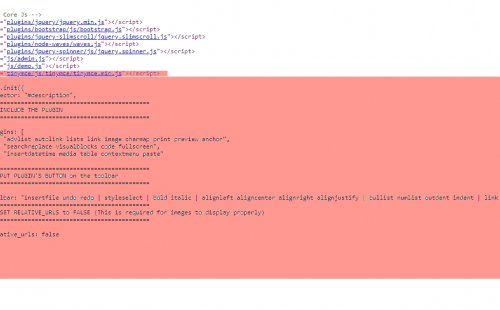 Core Js -->
="plugins/jquery/jquery.min.js"></script>
="plugins/bootstrap/js/bootstrap.js"></script>
="plugins/jquery-slimscroll/jquery.slimscroll.js"></script>
="plugins/node-waves/waves.js"></script>
="plugins/jquery-spinner/js/jquery.spinner.js"></script>
="js/admin.js"></script>
="js/demo.js"></script>
="tinymce/js/tinymce/tinymce.min.js"></script>
.init({
ector: "#description",
===========================================
INCLUDE THE PLUGIN
===========================================
gins: [
"advlist autolink lists link image charmap print preview anchor",
"searchreplace visualblocks code fullscreen",
"insertdatetime media table contextmenu paste"
===========================================
PUT PLUGIN'S BUTTON on the toolbar
===========================================
lbar: "insertfile undo redo | styleselect | bold italic | alignleft aligncenter alignright alignjustify | bullist numlist outdent indent | link
===========================================
SET RELATIVE_URLS to FALSE (This is required for images to display properly)
===========================================
ative_urls: false